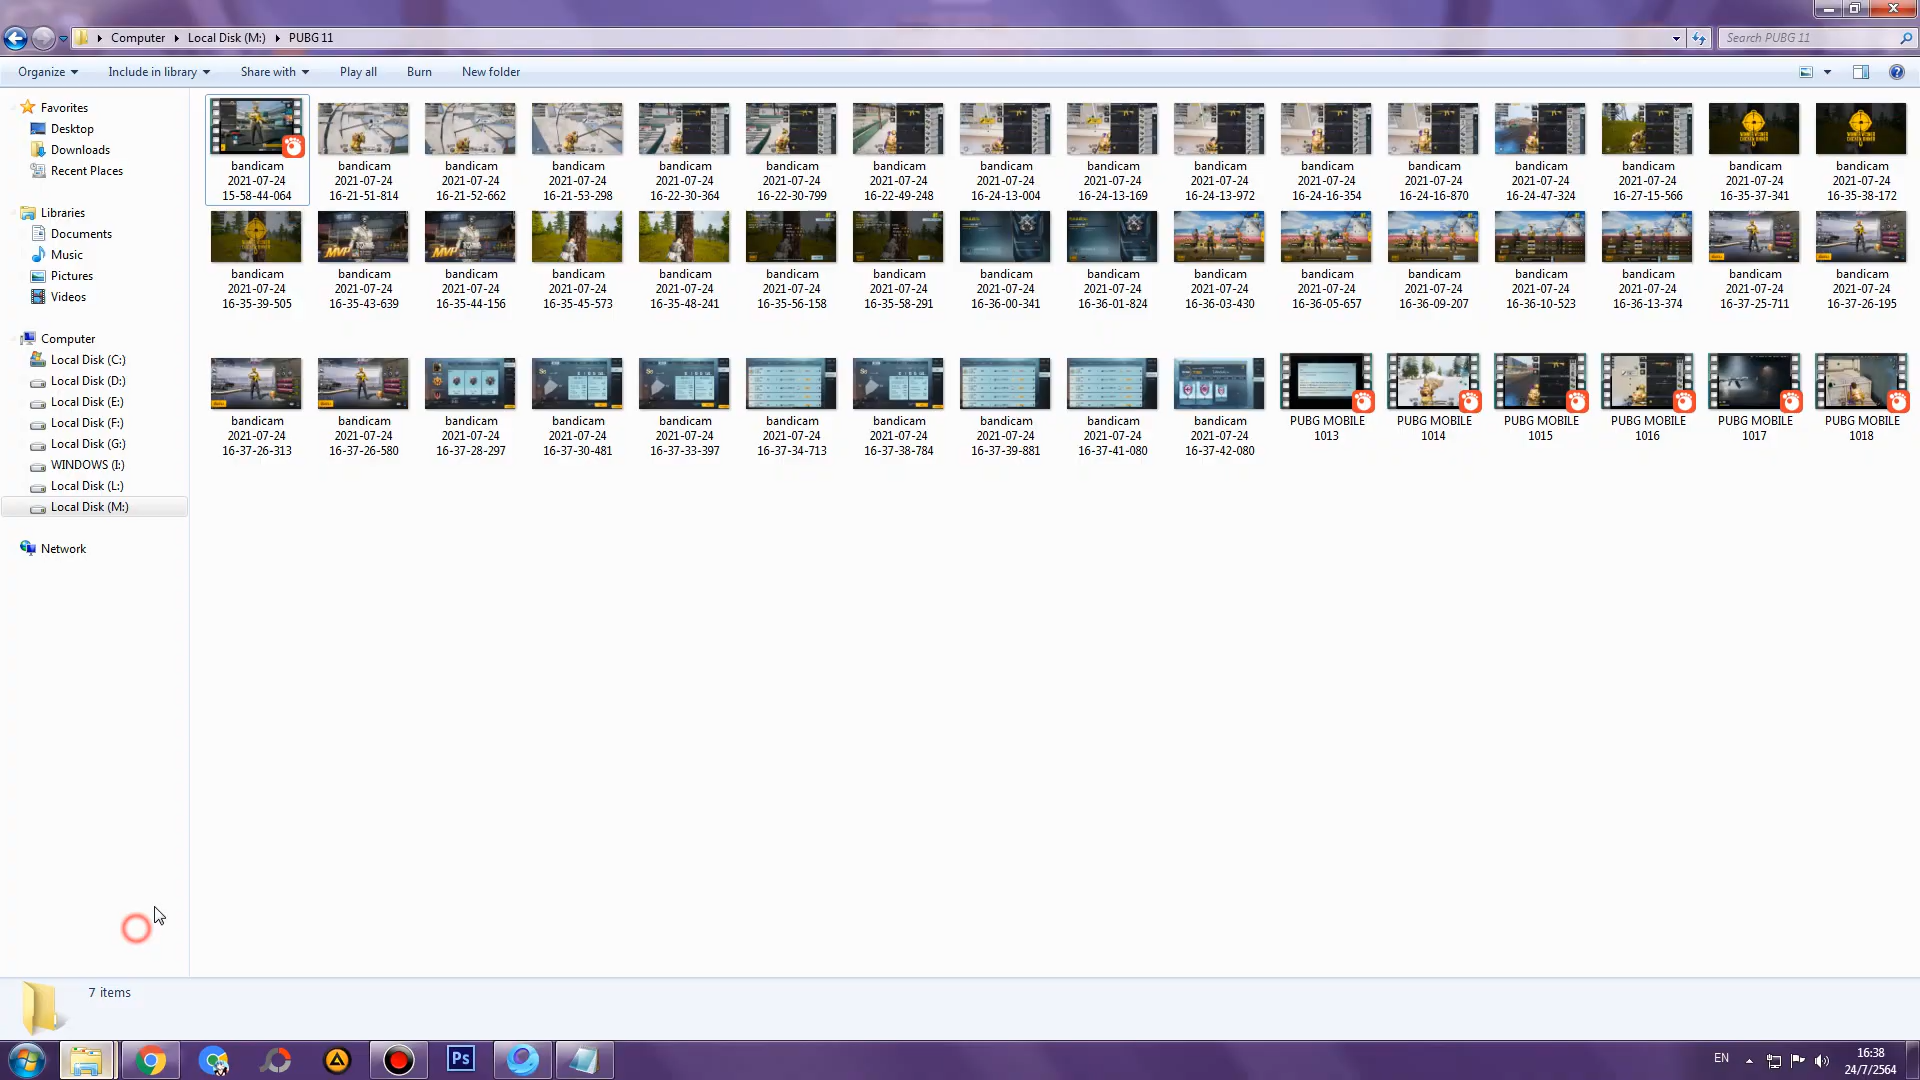 Computer Local Disk (M:) PUBG 11
Search PUBG 11
Organize Include in library Share with Play all Burn New folder
Favorites
Desktop
Downloads
Recent Places
Libraries
Documents
Music
Pictures
Videos
Computer
Local Disk (C:)
Local Disk (D:)
Local Disk (E:)
Local Disk (F:)
Local Disk (G:)
WINDOWS (I:)
Local Disk (L:)
Local Disk (M:)
Network
bandicam bandicam bandicam bandicam bandicam bandicam bandicam bandicam bandicam bandicam bandicam bandicam bandicam bandicam bandicam bandicam
2021-07-24 2021-07-24 2021-07-24 2021-07-24 2021-07-24 2021-07-24 2021-07-24 2021-07-24 2021-07-24 2021-07-24 2021-07-24 2021-07-24 2021-07-24 2021-07-24 2021-07-24 2021-07-24
15-58-44-064 16-21-51-814 16-21-52-662 16-21-53-298 16-22-30-364 16-22-30-799 16-22-49-248 16-24-13-004 16-24-13-169 16-24-13-972 16-24-16-354 16-24-16-870 16-24-47-324 16-27-15-566 16-35-37-341 16-35-38-172
MVP MVP
bandicam bandicam bandicam bandicam bandicam bandicam bandicam bandicam bandicam bandicam bandicam bandicam bandicam bandicam bandicam bandicam
2021-07-24 2021-07-24 2021-07-24 2021-07-24 2021-07-24 2021-07-24 2021-07-24 2021-07-24 2021-07-24 2021-07-24 2021-07-24 2021-07-24 2021-07-24 2021-07-24 2021-07-24 2021-07-24
16-35-39-505 16-35-43-639 16-35-44-156 16-35-45-573 16-35-48-241 16-35-56-158 16-35-58-291 16-36-00-341 16-36-01-824 16-36-03-430 16-36-05-657 16-36-09-207 16-36-10-523 16-36-13-374 16-37-25-711 16-37-26-195
bandicam bandicam bandicam bandicam bandicam bandicam bandicam bandicam bandicam bandicam PUBG MOBILE PUBG MOBILE PUBG MOBILE PUBG MOBILE PUBG MOBILE PUBG MOBILE
2021-07-24 2021-07-24 2021-07-24 2021-07-24 2021-07-24 2021-07-24 2021-07-24 2021-07-24 2021-07-24 2021-07-24 1013 1014 1015 1016 1017 1018
16-37-26-313 16-37-26-580 16-37-28-297 16-37-30-481 16-37-33-397 16-37-34-713 16-37-38-784 16-37-39-881 16-37-41-080 16-37-42-080
7 items
Ps
EN
16:38
24/7/2564